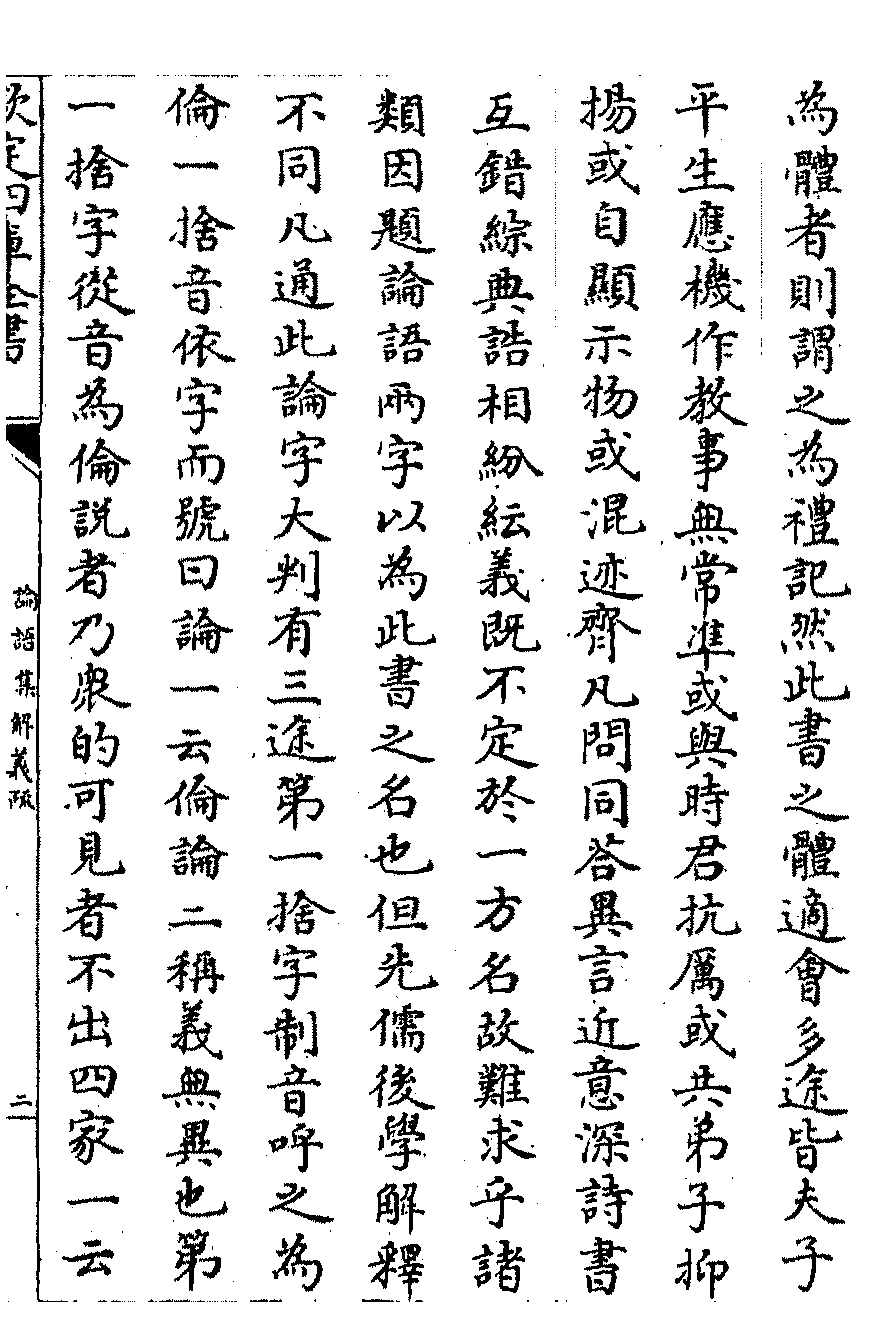 為體者則謂之為禮記然此書之體適會多途皆夫子
平生應機作教事無常準或與時君抗厲或共弟子抑
揚或自顯示物或混迹齊凡問同答異言近意深詩書
互錯綜典誥相紛紜義既不定於一方名故難求乎諸
類因題論語兩字以為此書之名也但先儒後學解釋
不同凡通此論字大判有三途第一捨字制音呼之為
倫一捨音依字而號曰論一云倫論二稱義無異也第
一捨字從音為倫説者乃衆的可見者不出四家一云
欽定四庫全書
論語集解義疏
二